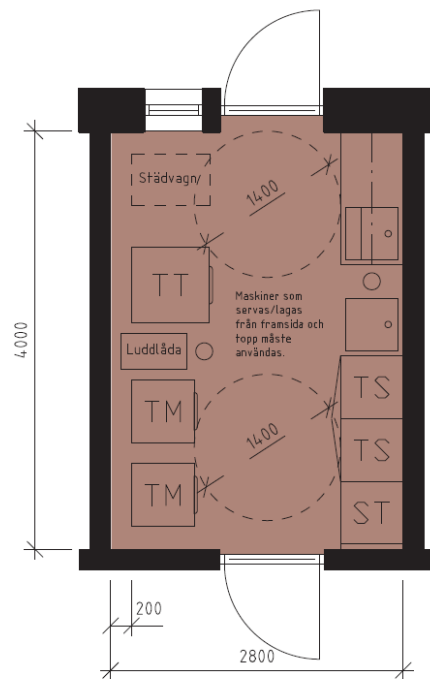 Städvagn
1400
TT
Maskiner som
servas/lagas
från framsida och
topp måste
användas.
4000
Luddlåda
TS
TM
1400
TS
TM
ST
200
2800